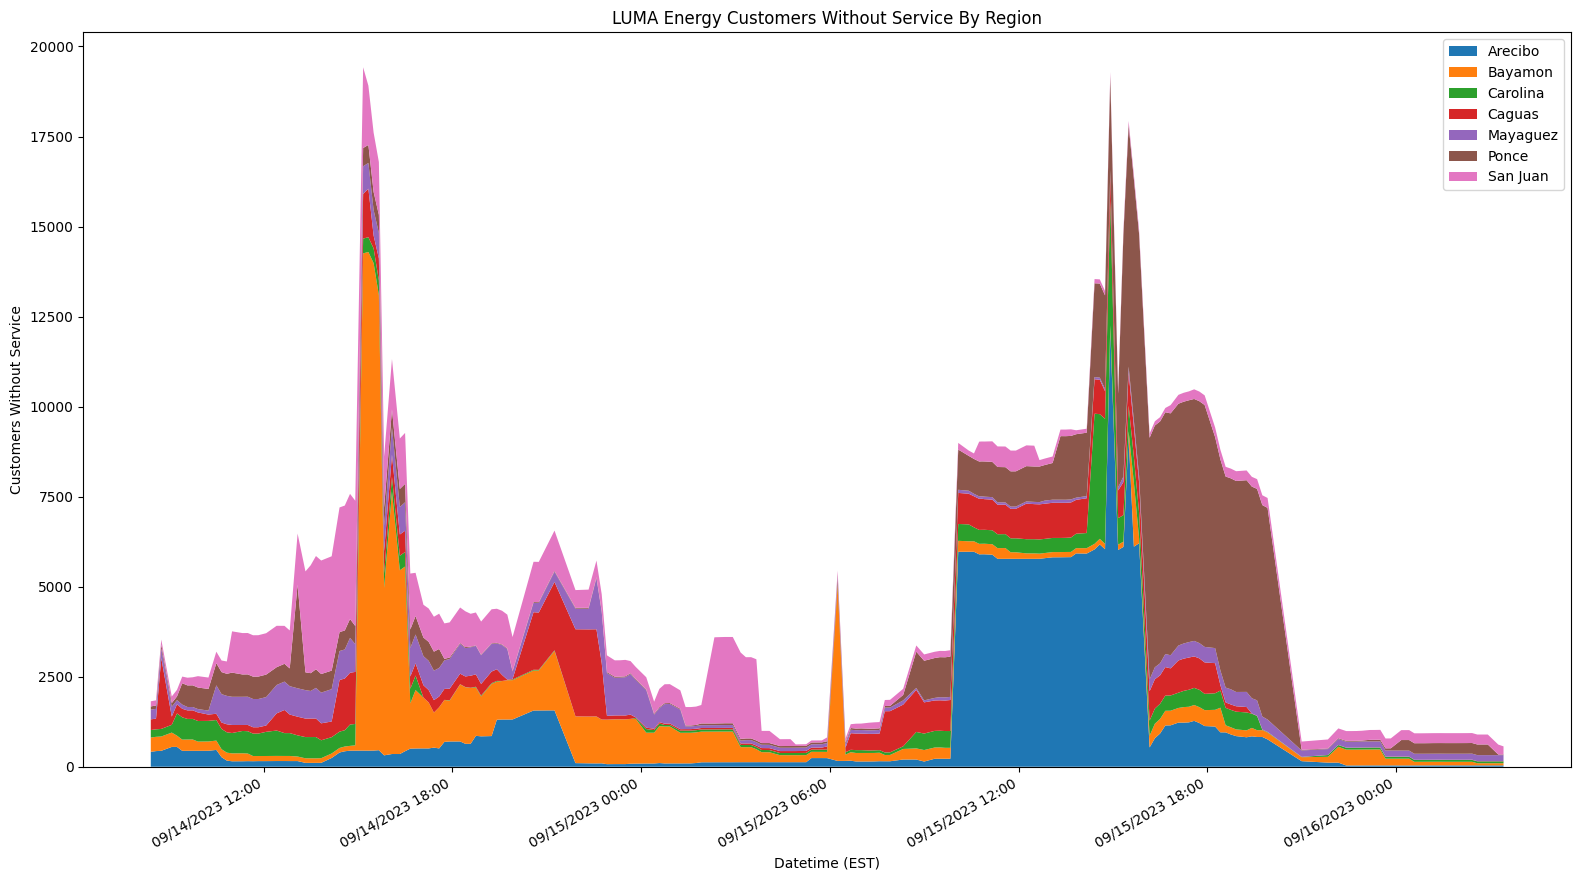 LUMA Energy Customers Without Service By Region
20000
17500
15000
12500
10000
7500
5000
2500
0
Customers Without Service
Arecibo
Bayamon
Carolina
Caguas
Mayaguez
Ponce
San Juan
09/14/2023 12:00
09/14/2023 18:00
09/15/2023 00:00
09/15/2023 06:00
09/15/2023 12:00
09/15/2023 18:00
09/16/2023 00:00
Datetime (EST)